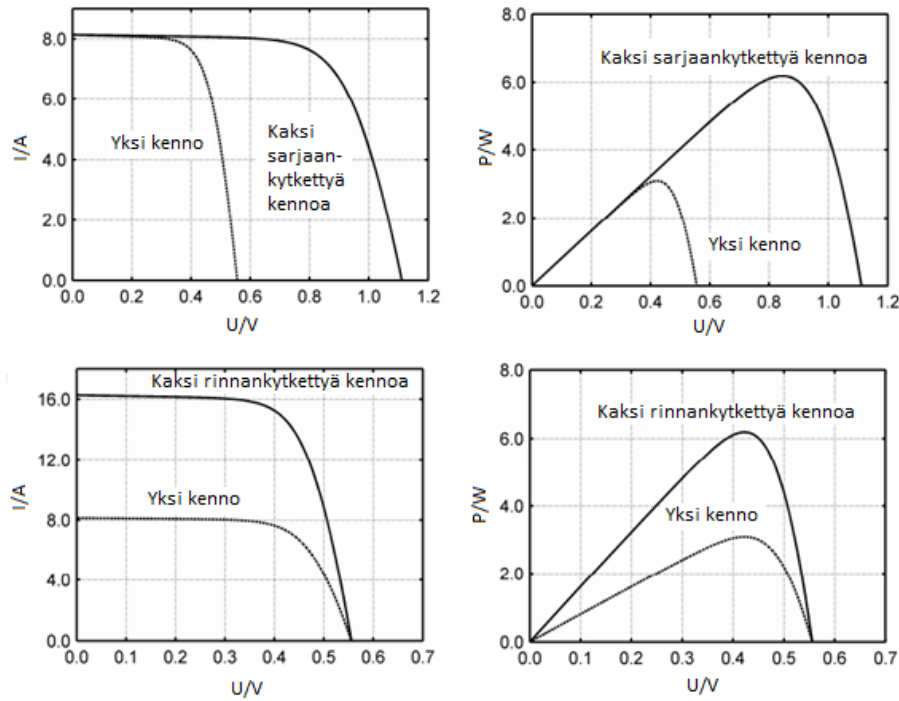 8.0
6.0
4.0
2.0
0.0
I/A
Yksi kenno
Kaksi
sarjaan-
kytkettyä
kennoa
0.0 0.2 0.4 0.6 0.8 1.0 1.2
U/V
8.0
6.0
4.0
2.0
0.0
P/W
Kaksi sarjaankytkettyä kennoa
Yksi kenno
0.0 0.2 0.4 0.6 0.8 1.0 1.2
U/V
16.0
12.0
8.0
4.0
0.0
I/A
Kaksi rinnankytkettyä kennoa
Yksi kenno
0.0 0.1 0.2 0.3 0.4 0.5 0.6 0.7
U/V
8.0
6.0
4.0
2.0
0.0
P/W
Kaksi rinnankytkettyä kennoa
Yksi kenno
0.0 0.1 0.2 0.3 0.4 0.5 0.6 0.7
U/V